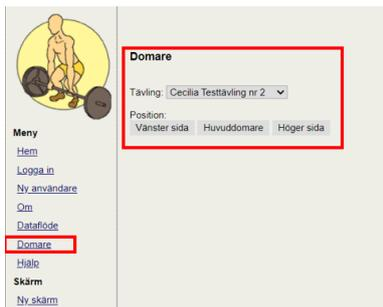 Domare
Tävling: Cecilia Testtävling nr 2
Position:
Vänster sida Huvuddomare Höger sida
Meny
Hem
Logga in
Ny användare
Om
Dataflöde
Domare
Hjälp
Skärm
Ny skärm